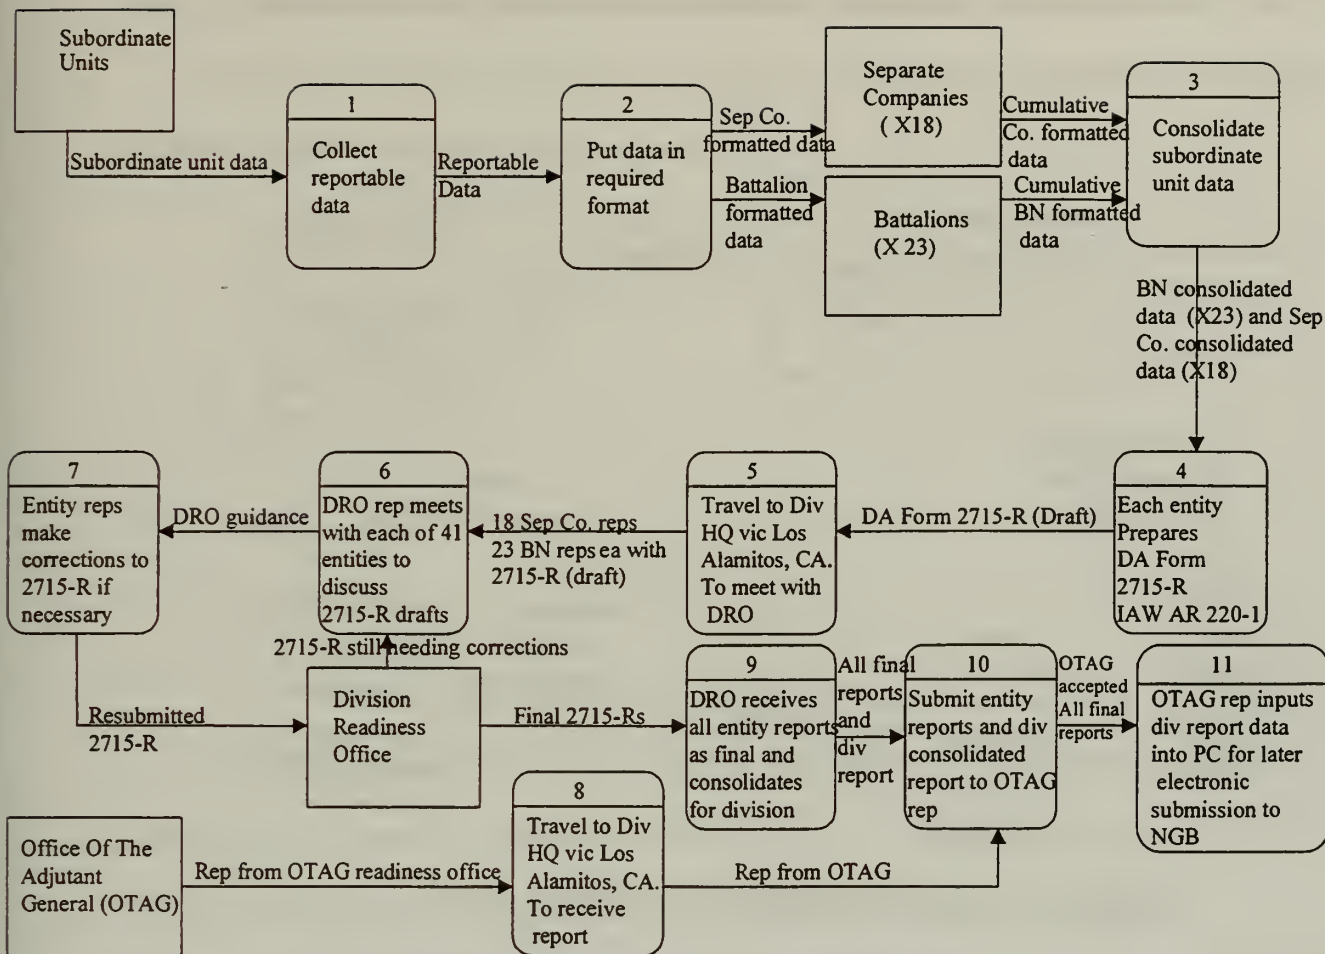 Subordinate
Units
Subordinate unit data
1
Collect
reportable
data
Reportable
Data
2
Put data in
required
format
Sep Co.
formatted data
Battalion
formatted
data
Separate
Companies
( X18)
Battalions
(X 23)
Cumulative
Co. formatted
data
Cumulative
BN formatted
data
3
Consolidate
subordinate
unit data
BN consolidated
data (X23) and Sep
Co. consolidated
data (X18)
4
Each entity
Prepares
DA Form
2715-R
IAW AR 220-1
DA Form 2715-R (Draft)
5
Travel to Div
HQ vic Los
Alamitos, CA.
To meet with
DRO
18 Sep Co. reps
23 BN reps ea with
2715-R (draft)
6
DRO rep meets
with each of 41
entities to
discuss
2715-R drafts
DRO guidance
7
Entity reps
make
corrections to
2715-R if
necessary
Resubmitted
2715-R
2715-R still needing corrections
Division
Readiness
Office
Final 2715-Rs
9
DRO receives
all entity reports
as final and
consolidates
for division
All final
reports
and
div
report
10
Submit entity
reports and div
consolidated
report to OTAG
rep
OTAG
accepted
All final
reports
11
OTAG rep inputs
div report data
into PC for later
electronic
submission to
NGB
Office Of The
Adjutant
General (OTAG)
Rep from OTAG readiness office
8
Travel to Div
HQ vic Los
Alamitos, CA.
To receive
report
Rep from OTAG